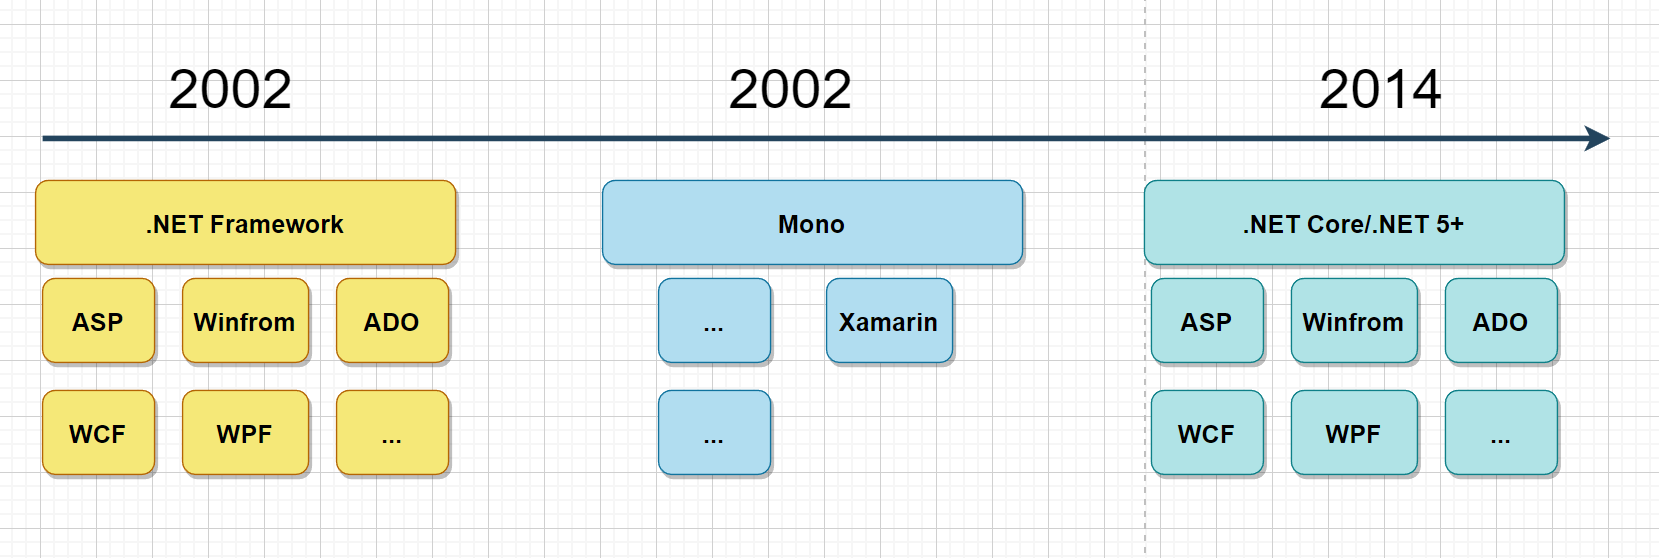 2002 2002 2014
.NET Framework Mono .NET Core/.NET 5+
ASP Winfrom ADO ... Xamarin ASP Winfrom ADO
WCF WPF ... ... WCF WPF ...